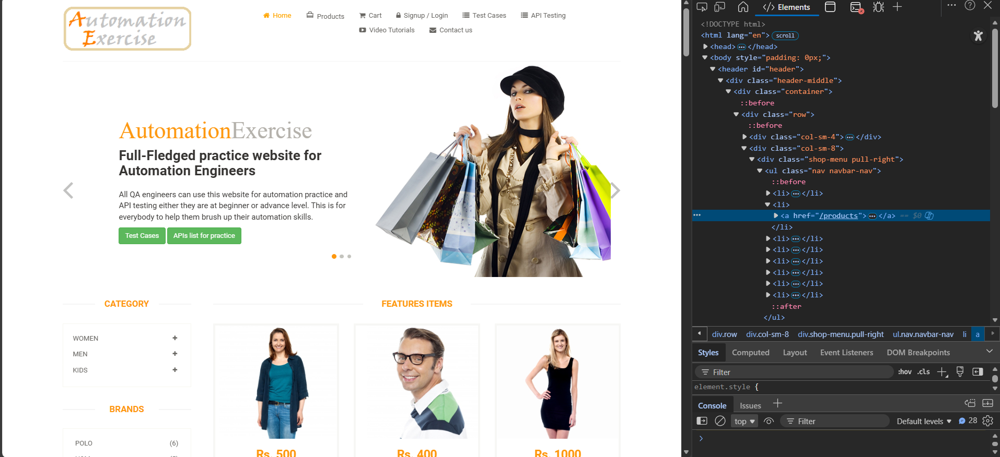 Automation
Exercise
Home
Products
Cart
Signup / Login
Test Cases
API Testing
Video Tutorials
Contact us
AutomationExercise
Full-Fledged practice website for
Automation Engineers
All QA engineers can use this website for automation practice and
API testing either they are at beginner or advance level. This is for
everybody to help them brush up their automation skills.
Test Cases
APIs list for practice
CATEGORY
WOMEN
MEN
KIDS
BRANDS
POLO
(6)
FEATURES ITEMS
Rs. 500
Rs. 400
Rs. 1000
Elements
<!DOCTYPE html>
<html lang="en"> scroll
<head> ••• </head>
<body style="padding: 0px;">
<header id="header">
<div class="header-middle">
<div class="container">
::before
<div class="row">
::before
<div class="col-sm-4"> ••• </div>
<div class="col-sm-8">
<div class="shop-menu pull-right">
<ul class="nav navbar-nav">
::before
<li> ••• </li>
<li>
<a href="/products"> ••• </a> == $0
</li>
<li> ••• </li>
<li> ••• </li>
<li> ••• </li>
<li> ••• </li>
<li> ••• </li>
<li> ••• </li>
::after
</ul>
div.row div.col-sm-8 div.shop-menu.pull-right ul.nav.navbar-nav li a
Styles Computed Layout Event Listeners DOM Breakpoints
Filter :hov .cls
element.style {
Console Issues
top Filter Default levels 28